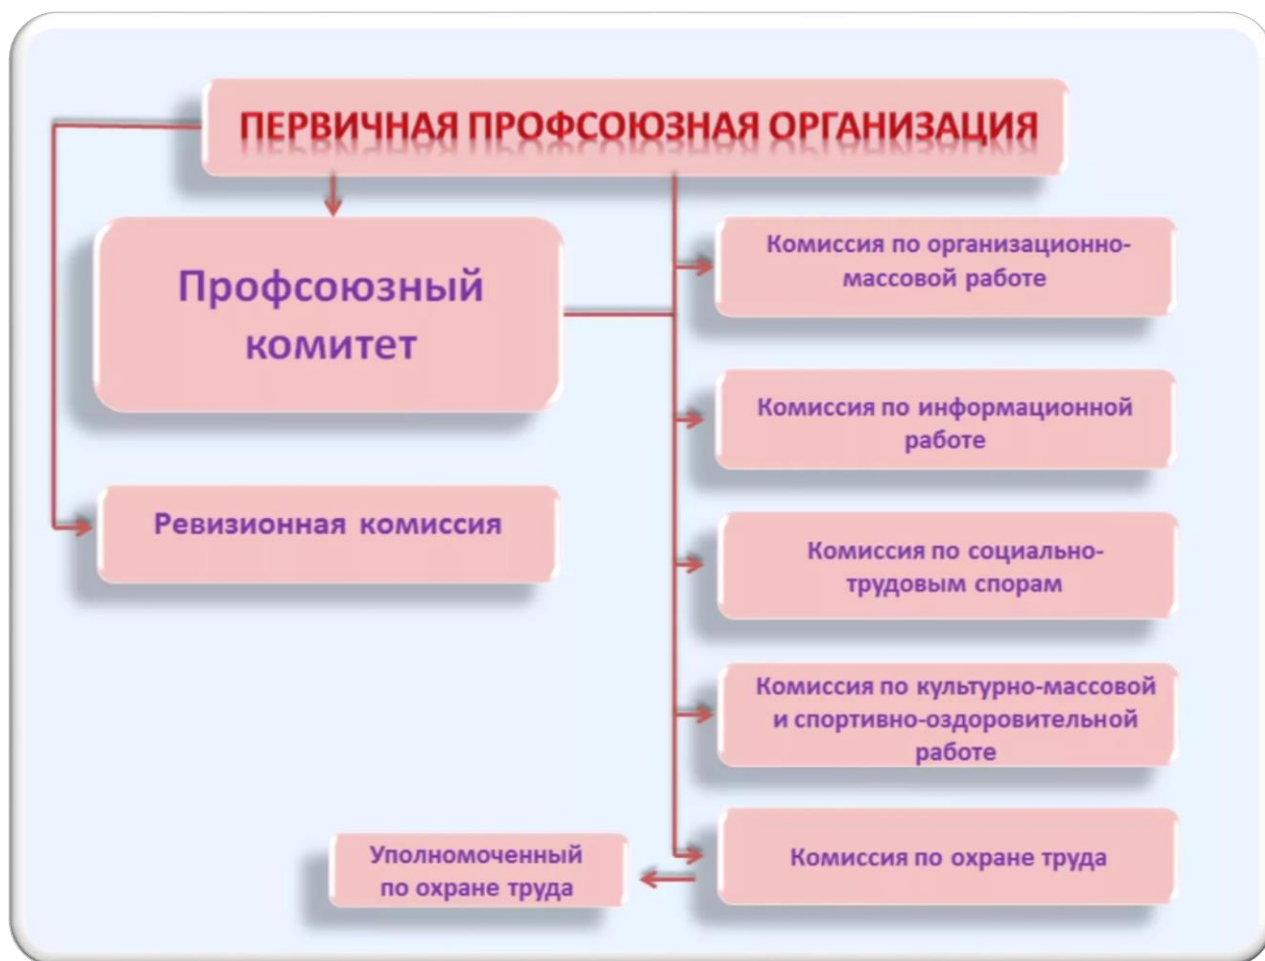 ПЕРВИЧНАЯ ПРОФСОЮЗНАЯ ОРГАНИЗАЦИЯ
Профсоюзный
комитет
Ревизионная комиссия
Комиссия по организационно-
массовой работе
Комиссия по информационной
работе
Комиссия по социально-
трудовым спорам
Комиссия по культурно-массовой
и спортивно-оздоровительной
работе
Комиссия по охране труда
Уполномоченный
по охране труда